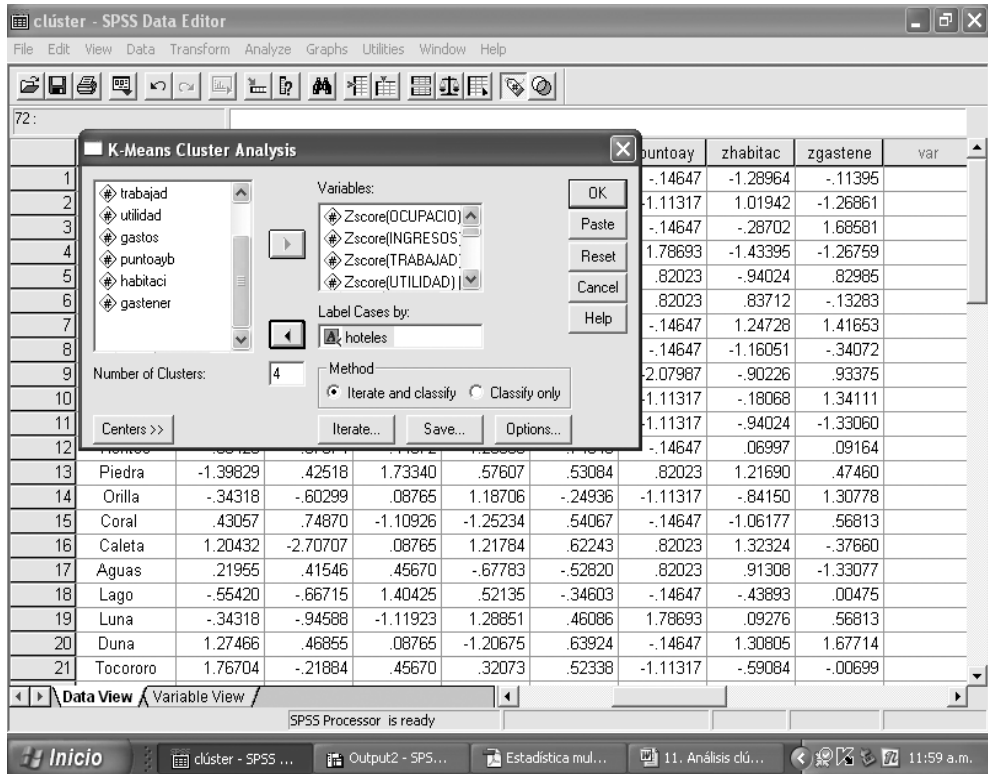 clúster - SPSS Data Editor
File Edit View Data Transform Analyze Graphs Utilities Window Help
72 :
K-Means Cluster Analysis
trabajad
utilidad
gastos
puntoayb
habitaci
gastener
Variables:
Zscore(OCUPACIO)
Zscore(INGRESOS)
Zscore(TRABAJAD)
Zscore(UTILIDAD) [
Label Cases by:
hoteles
Number of Clusters: 4
Method
Iterate and classify Classify only
Centers >> Iterate... Save... Options...
OK
Paste
Reset
Cancel
Help
puntoay zhabitac zgastene var
1 -.14647 -1.28964 -.11395
2 -1.11317 1.01942 -1.26861
3 -.14647 -.28702 1.68581
4 1.78693 -1.43395 -1.26759
5 .82023 -.94024 .82985
6 .82023 .83712 -.13283
7 -.14647 1.24728 1.41653
8 -.14647 -1.16051 -.34072
9 -2.07987 -.90226 .93375
10 -1.11317 -.18068 1.34111
11 -1.11317 -.94024 -1.33060
12 -.14647 .06997 .09164
13 Piedra -1.39829 .42518 1.73340 .57607 .53084 .82023 1.21690 .47460
14 Orilla -.34318 -.60299 .08765 1.18706 -.24936 -1.11317 -.84150 1.30778
15 Coral .43057 .74870 -1.10926 -1.25234 .54067 -.14647 -1.06177 .56813
16 Caleta 1.20432 -2.70707 .08765 1.21784 .62243 .82023 1.32324 -.37660
17 Aguas .21955 .41546 .45670 -.67783 -.52820 .82023 .91308 -1.33077
18 Lago -.55420 -.66715 1.40425 .52135 -.34603 -.14647 -.43893 .00475
19 Luna -.34318 -.94588 -1.11923 1.28851 .46086 1.78693 .09276 .56813
20 Duna 1.27466 .46855 .08765 -1.20675 .63924 -.14647 1.30805 1.67714
21 Tocororo 1.76704 -.21884 .45670 .32073 .52338 -1.11317 -.59084 -.00699
Data View Variable View
SPSS Processor is ready
Inicio clúster - SPSS ... Output2 - SPS... Estadística mul... 11. Análisis clú... 11:59 a.m.